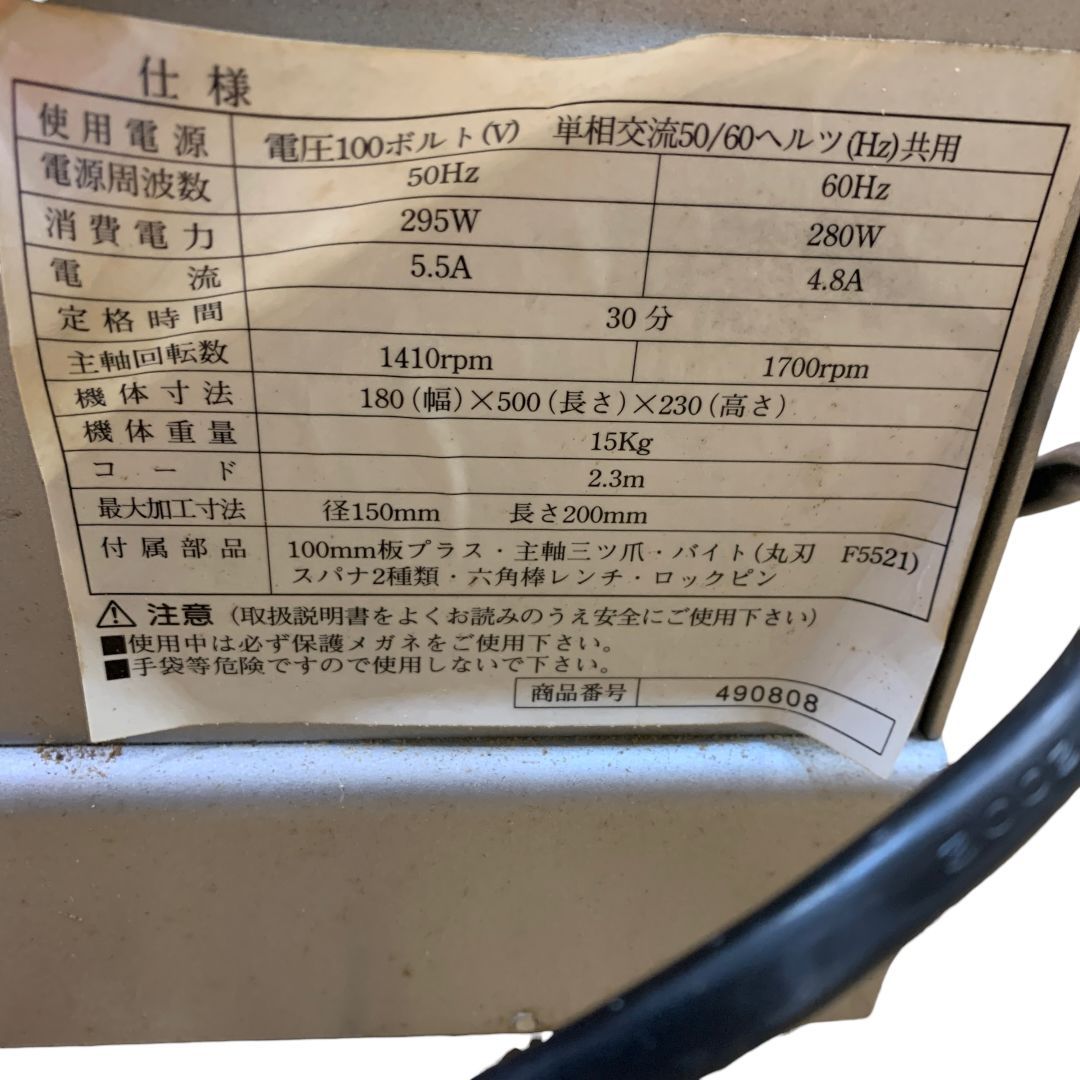 仕様
使用電源 電圧100ボルト(V) 単相交流50/60ヘルツ(Hz)共用
電源周波数 50Hz 60Hz
消費電力 295W 280W
電流 5.5A 4.8A
定格時間 30分
主軸回転数 1410rpm 1700rpm
機体寸法 180(幅)×500(長さ)×230(高さ)
機体重量 15Kg
コード 2.3m
最大加工寸法 径150mm 長さ200mm
付属部品 100mm板プラス・主軸三ツ爪・バイト(丸刃 F5521)
スパナ2種類・六角棒レンチ・ロックピン
⚠ 注意 (取扱説明書をよくお読みのうえ安全にご使用下さい)
■使用中は必ず保護メガネをご使用下さい。
■手袋等危険ですので使用しないで下さい。
商品番号 490808